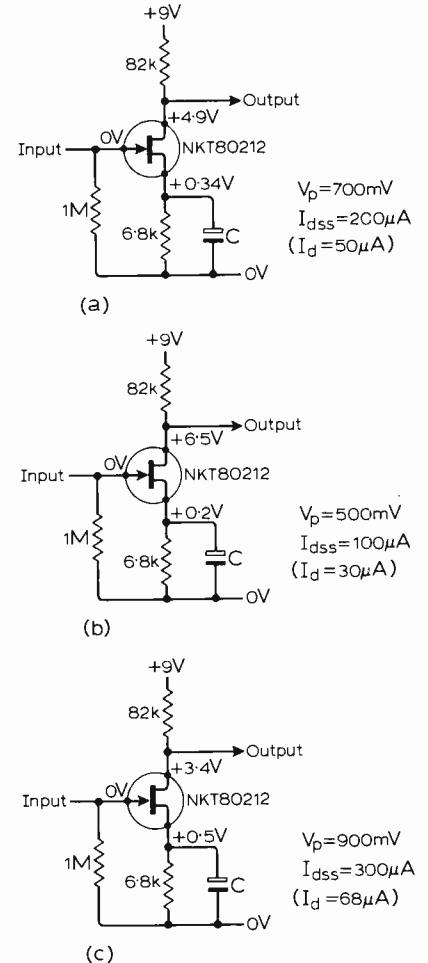 +9V
82k
Output
+4·9V
0V
Input
NKT80212
+0·34V
1M
6·8k
C
0V
Vp=700mV
Idss=200μA
(Id=50μA)
(a)
+9V
82k
Output
+6·5V
0V
Input
NKT80212
+0·2V
1M
6·8k
C
0V
Vp=500mV
Idss=100μA
(Id=30μA)
(b)
+9V
82k
Output
+3·4V
0V
Input
NKT80212
+0·5V
1M
6·8k
C
0V
Vp=900mV
Idss=300μA
(Id=68μA)
(c)